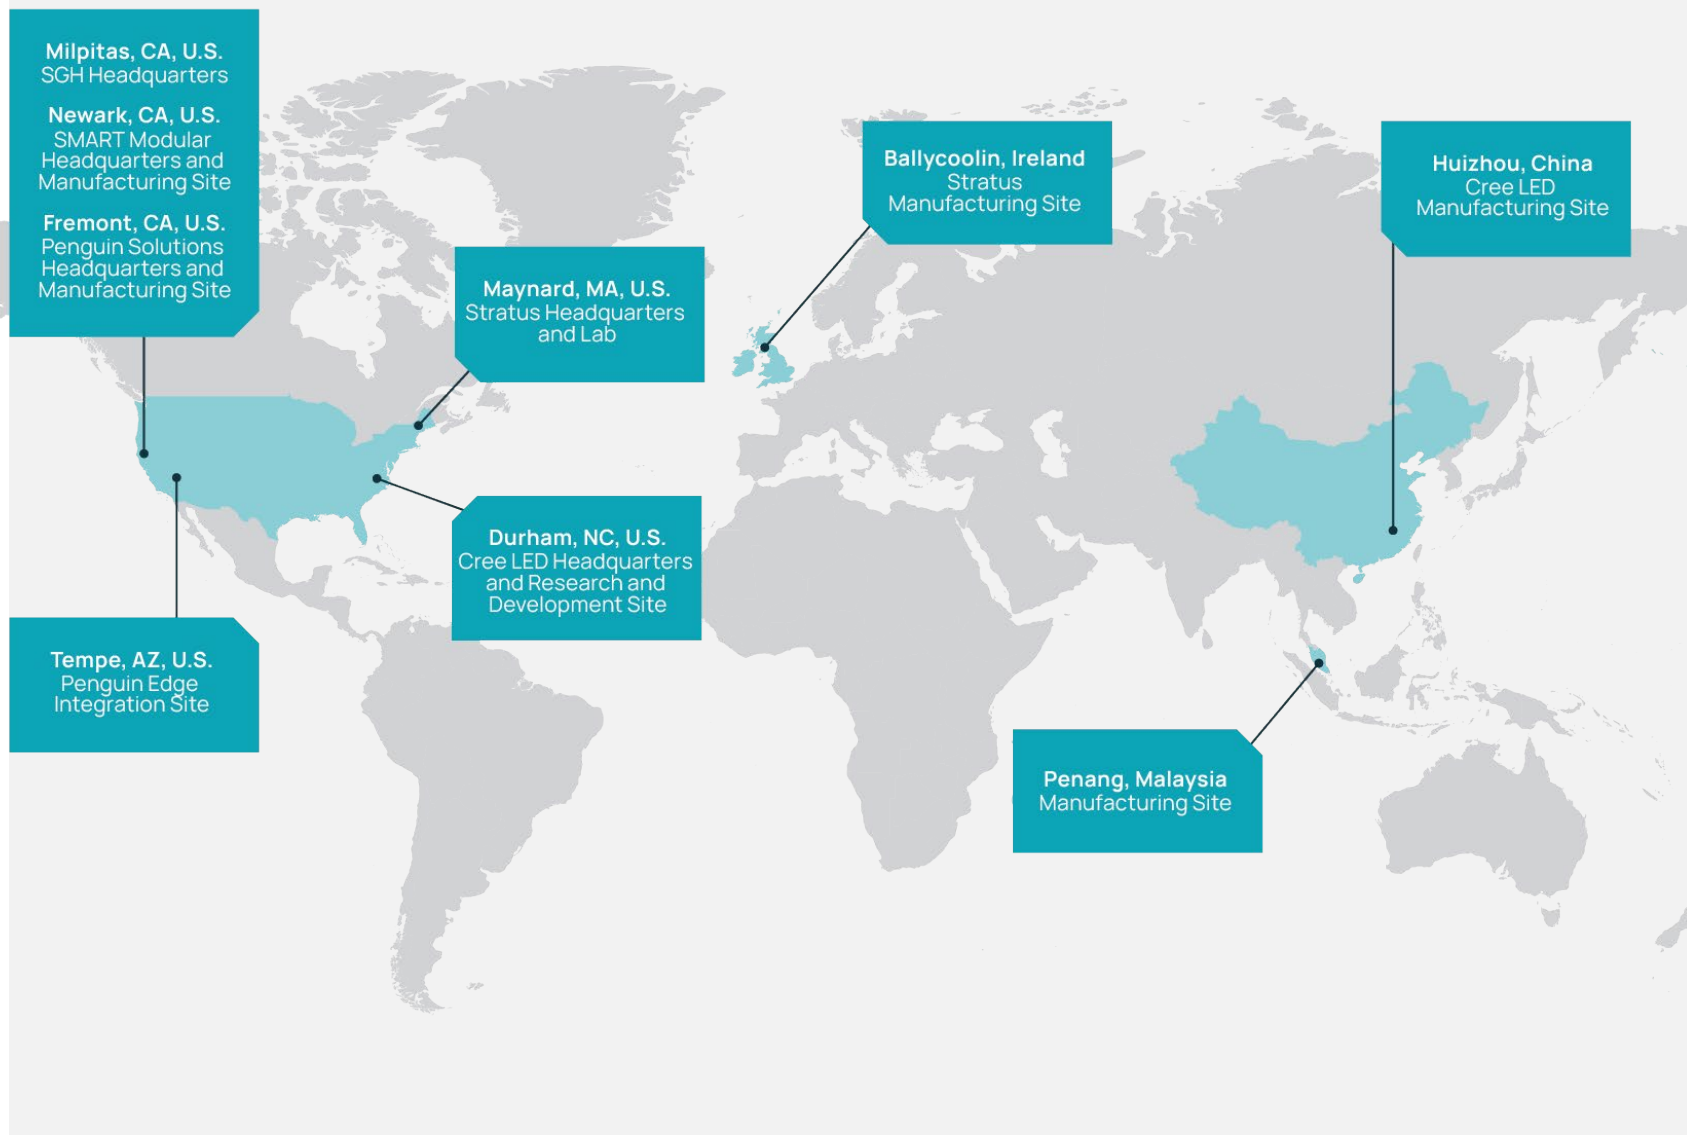 Milpitas, CA, U.S.
SGH Headquarters
Newark, CA, U.S.
SMART Modular
Headquarters and
Manufacturing Site
Fremont, CA, U.S.
Penguin Solutions
Headquarters and
Manufacturing Site
Maynard, MA, U.S.
Stratus Headquarters
and Lab
Ballycoolin, Ireland
Stratus
Manufacturing Site
Huizhou, China
Cree LED
Manufacturing Site
Durham, NC, U.S.
Cree LED Headquarters
and Research and
Development Site
Tempe, AZ, U.S.
Penguin Edge
Integration Site
Penang, Malaysia
Manufacturing Site